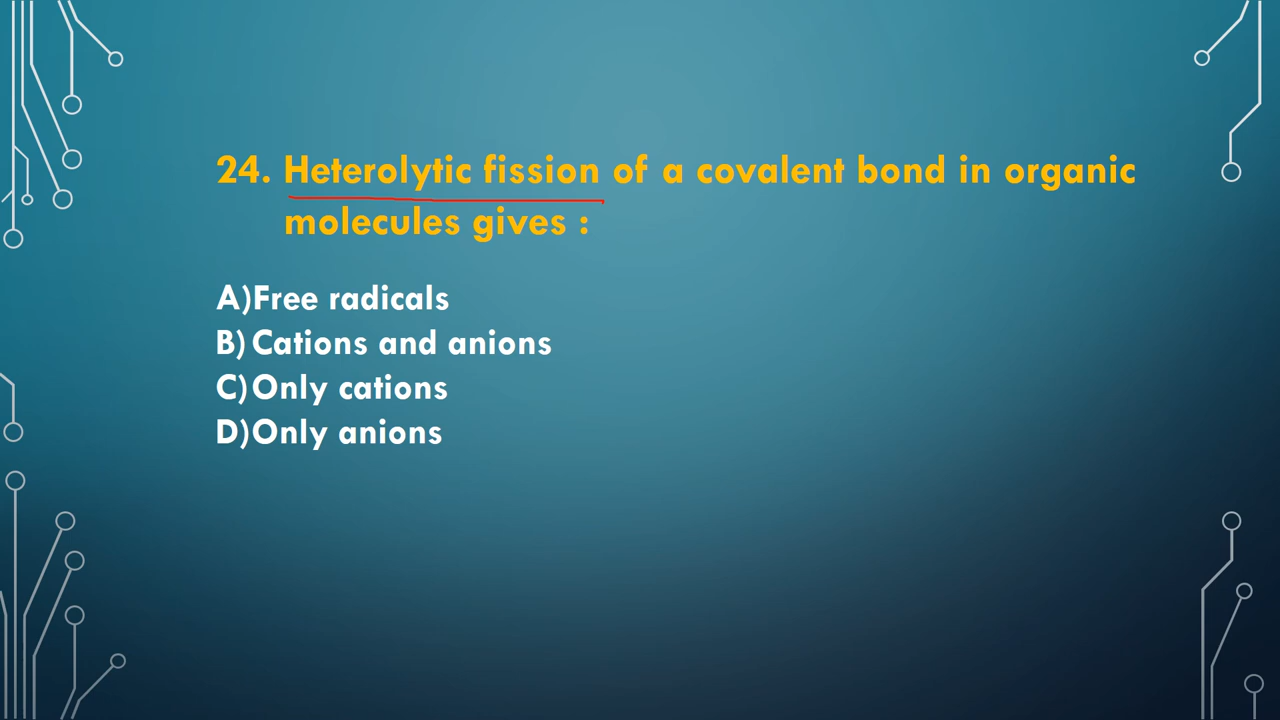 24. Heterolytic fission of a covalent bond in organic
molecules gives :
A)Free radicals
B) Cations and anions
C)Only cations
D)Only anions